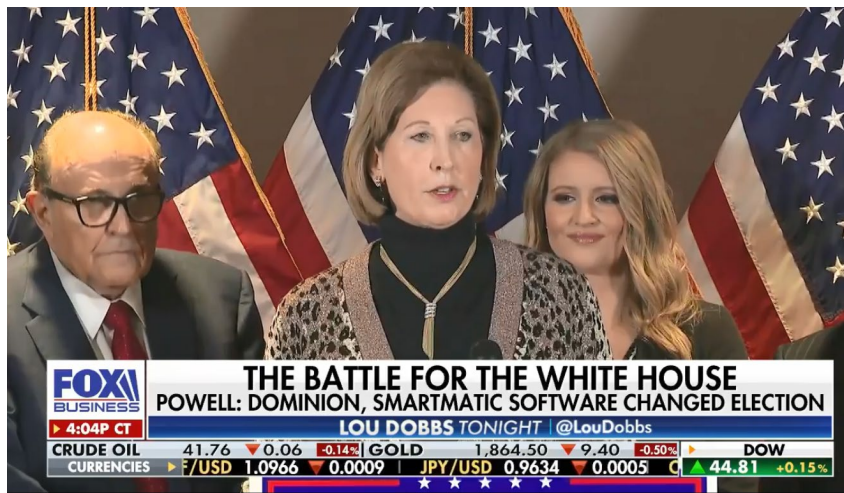 FOX
BUSINESS
4:04P CT
THE BATTLE FOR THE WHITE HOUSE
POWELL: DOMINION, SMARTMATIC SOFTWARE CHANGED ELECTION
LOU DOBBS TONIGHT | @LouDobbs
CRUDE OIL 41.76 ▼0.06 -0.14% GOLD 1,864.50 ▼9.40 -0.50% DOW
CURRENCIES F/USD 1.0966 ▼0.0009 JPY/USD 0.9634 ▼0.0005 C ▲44.81 +0.15%